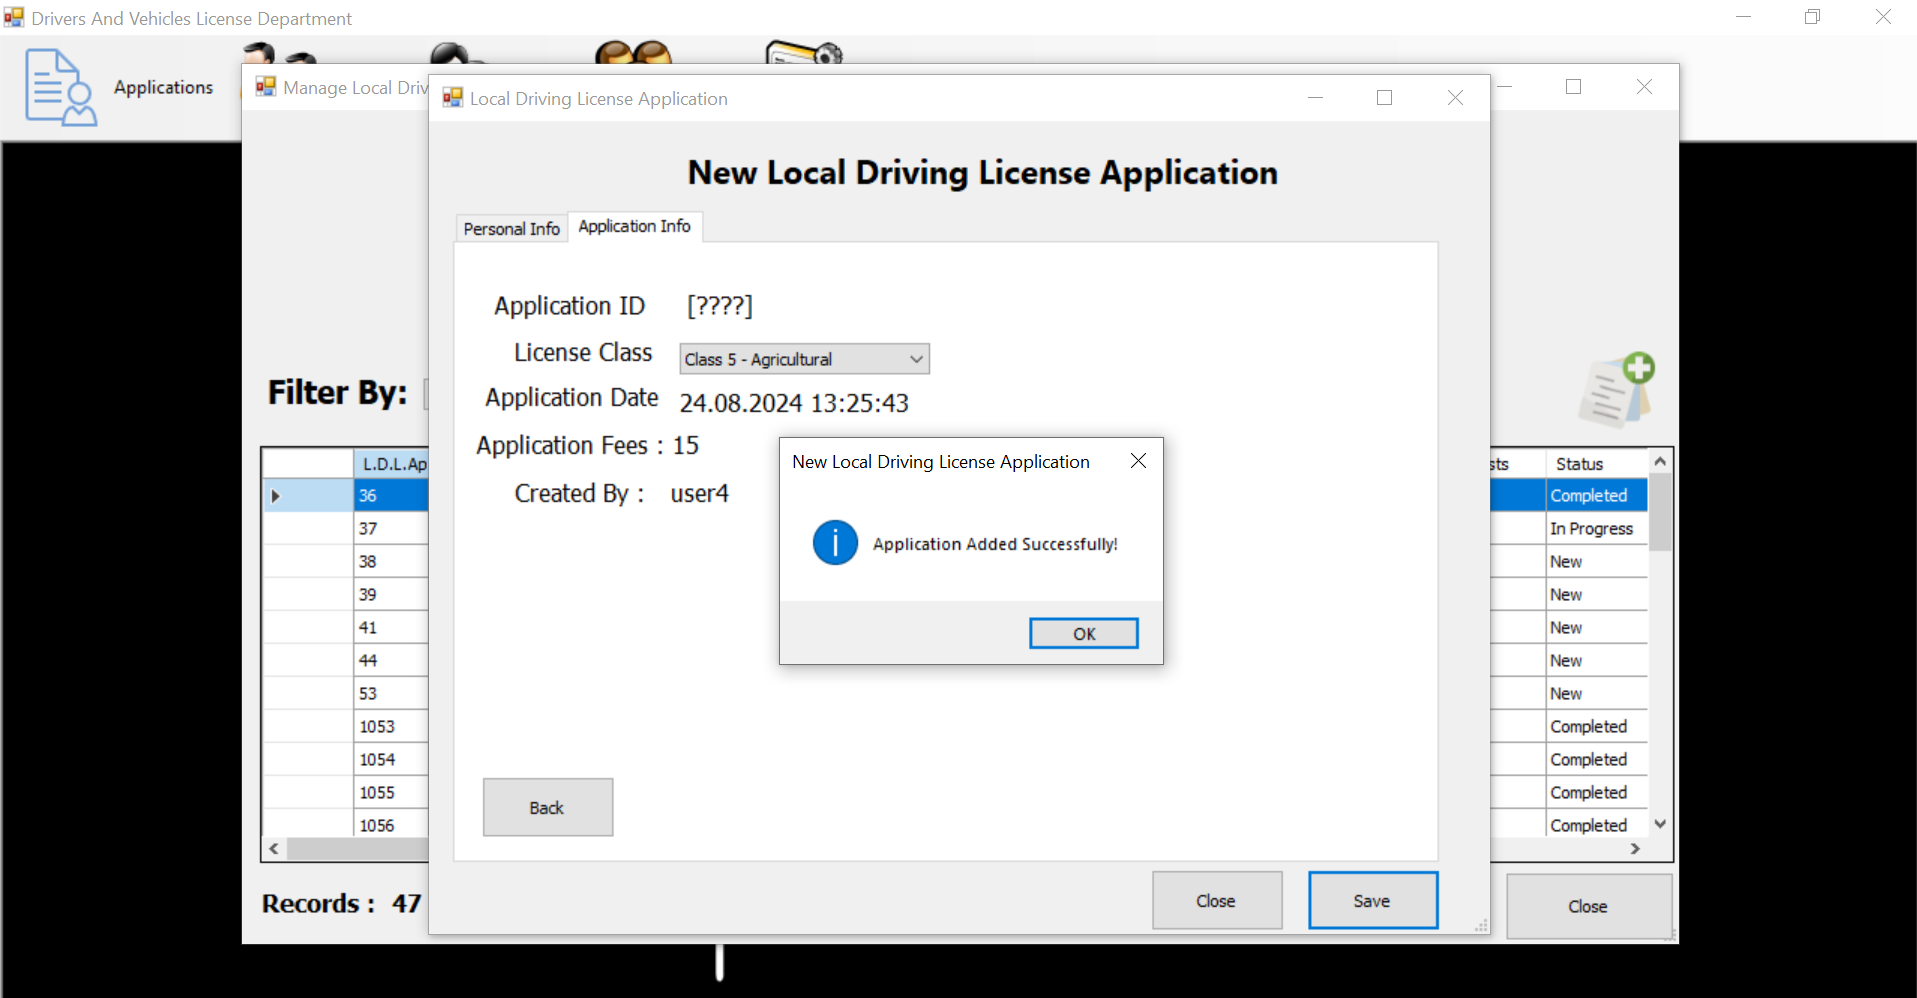 Drivers And Vehicles License Department
Applications
Manage Local Driv
Local Driving License Application
New Local Driving License Application
Personal Info
Application Info
Application ID [????]
License Class Class 5 - Agricultural
Application Date 24.08.2024 13:25:43
Application Fees : 15
Created By : user4
New Local Driving License Application
Application Added Successfully!
OK
Back
Close
Save
Filter By:
L.D.L.Ap sts Status
36 Completed
37 In Progress
38 New
39 New
41 New
44 New
53 New
1053 Completed
1054 Completed
1055 Completed
1056 Completed
Records : 47
Close